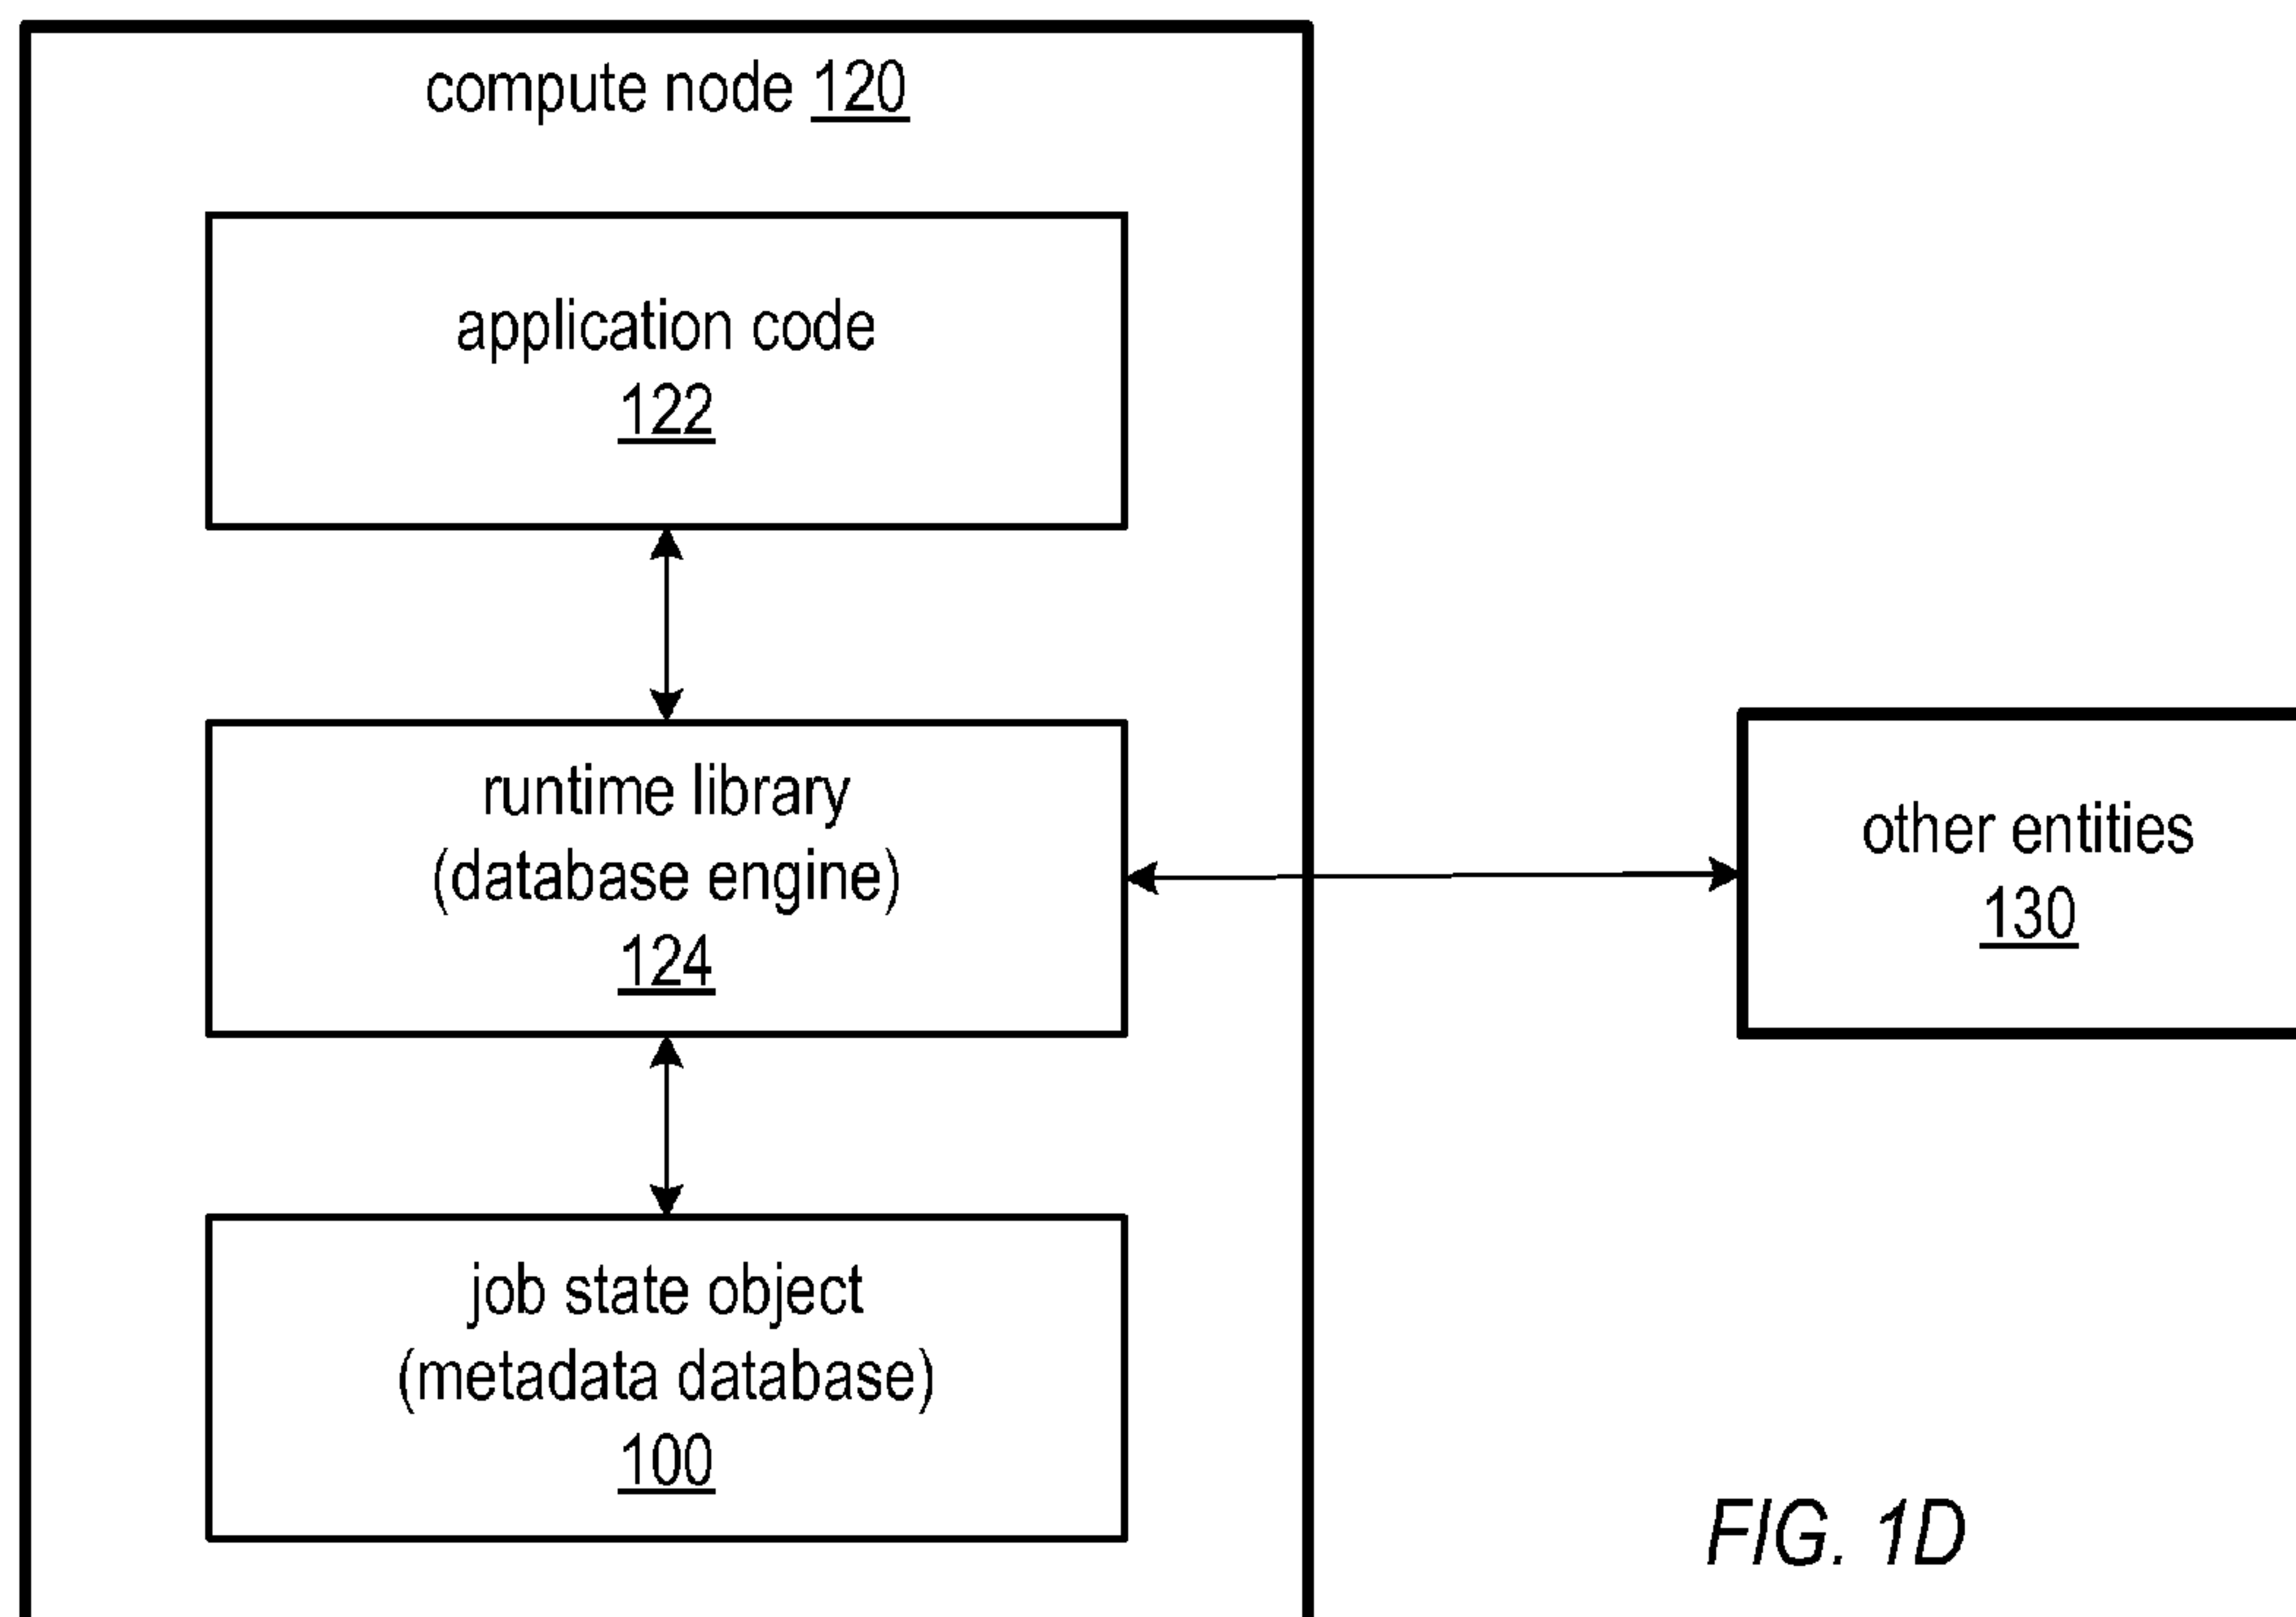 compute node 120
application code
122
runtime library
(database engine)
124
other entities
130
job state object
(metadata database)
100
FIG. 1D